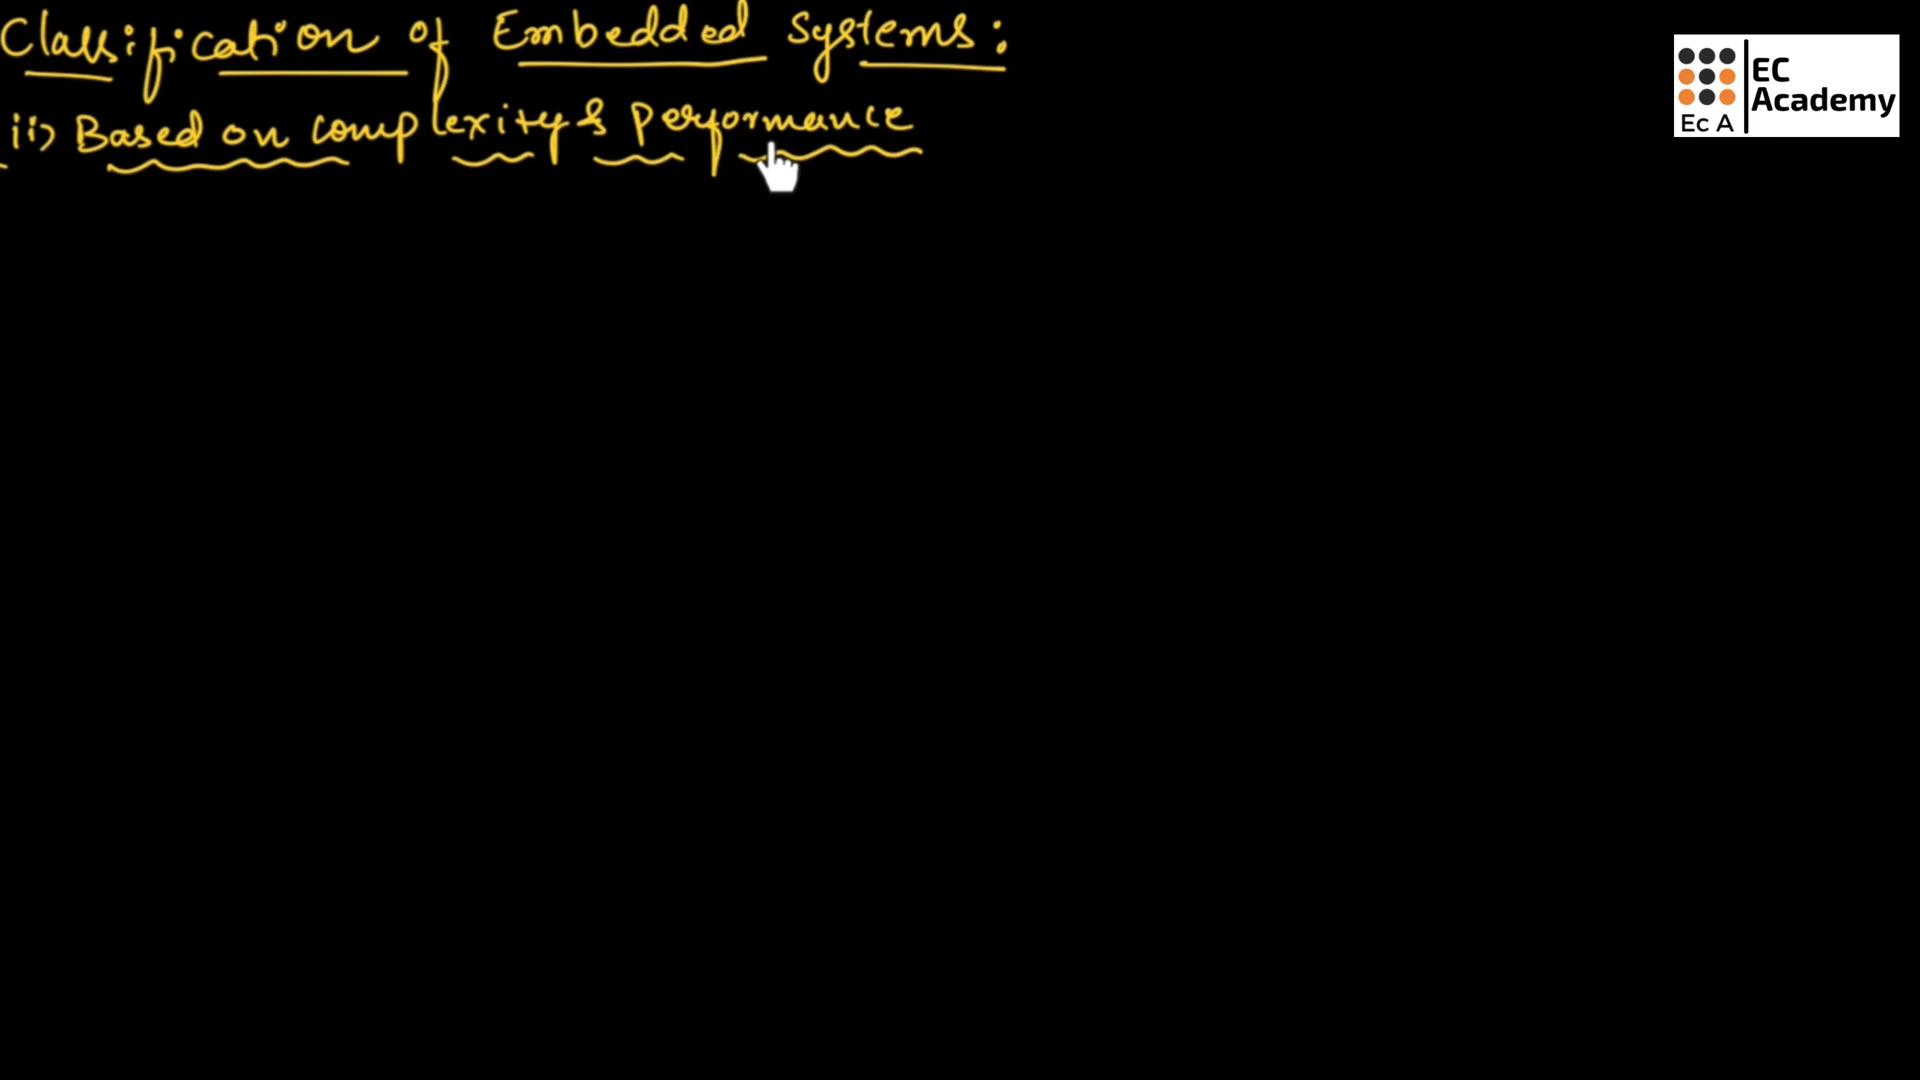 Classification of Embedded Systems:
ii) Based on complexity & Performance
EC
Academy
Ec A